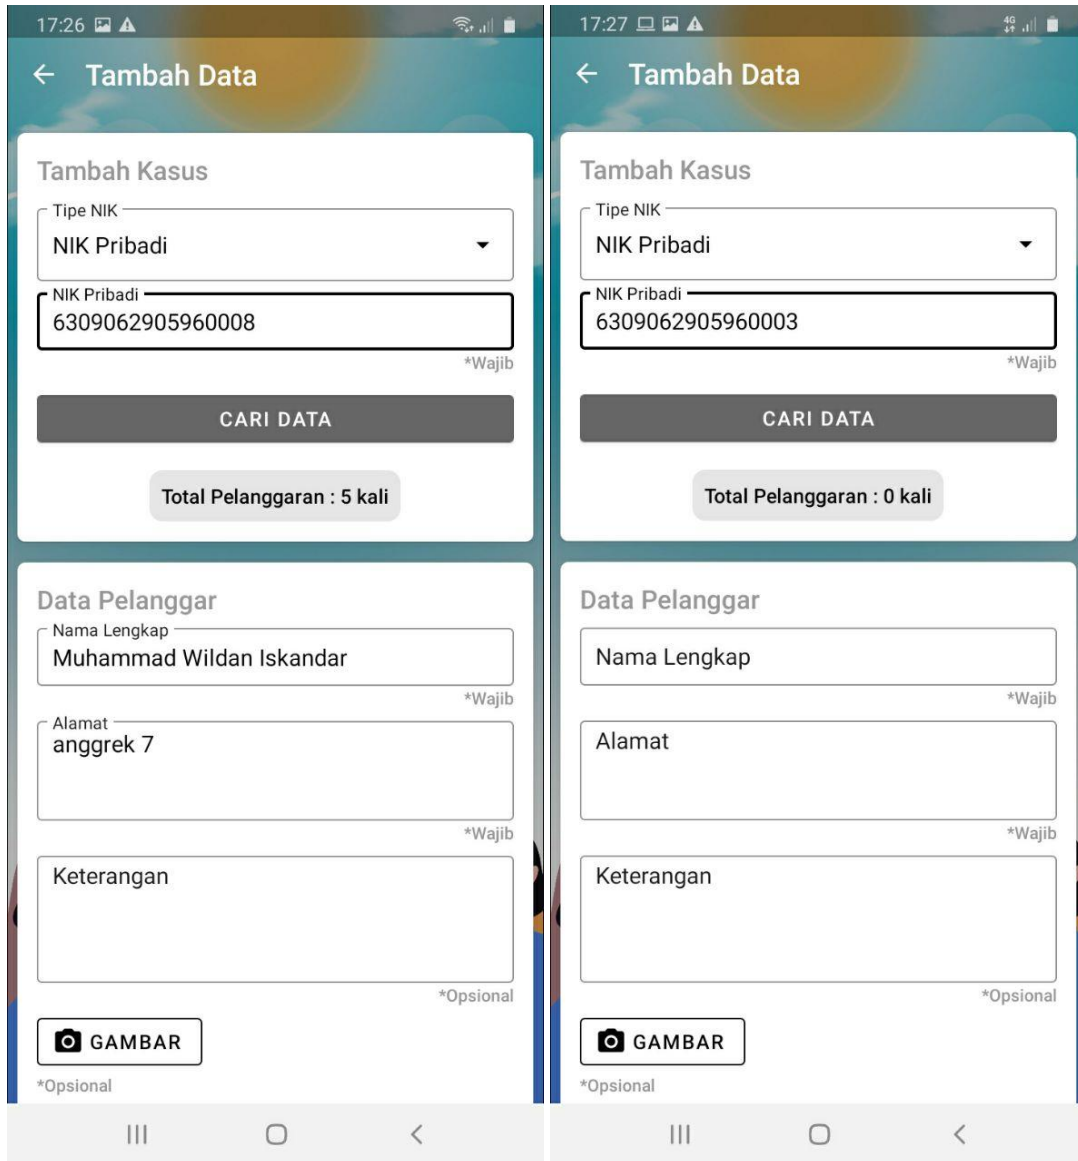 17:26
Tambah Data
Tambah Kasus
Tipe NIK
NIK Pribadi
NIK Pribadi
6309062905960008
*Wajib
CARI DATA
Total Pelanggaran : 5 kali
Data Pelanggar
Nama Lengkap
Muhammad Wildan Iskandar
*Wajib
Alamat
anggrek 7
*Wajib
Keterangan
*Opsional
GAMBAR
*Opsional
17:27
4G
Tambah Data
Tambah Kasus
Tipe NIK
NIK Pribadi
NIK Pribadi
6309062905960003
*Wajib
CARI DATA
Total Pelanggaran : 0 kali
Data Pelanggar
Nama Lengkap
*Wajib
Alamat
*Wajib
Keterangan
*Opsional
GAMBAR
*Opsional